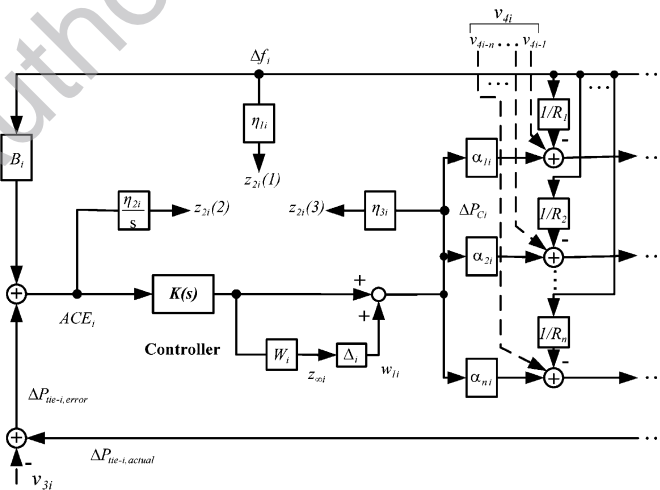 v4i
v4i-n ... v4i-1
Δfi
...
...
1/R1
-
Bi
η1i
α1i
+
z2i(1)
η2i
s
z2i(2)
z2i(3)
η3i
ΔPCi
1/R2
-
α2i
+
+
ACEi
K(s)
+
+
Controller
Wi
z∞i
Δi
w1i
1/Rn
-
αni
+
ΔPtie-i,error
+
-
ΔPtie-i,actual
v3i